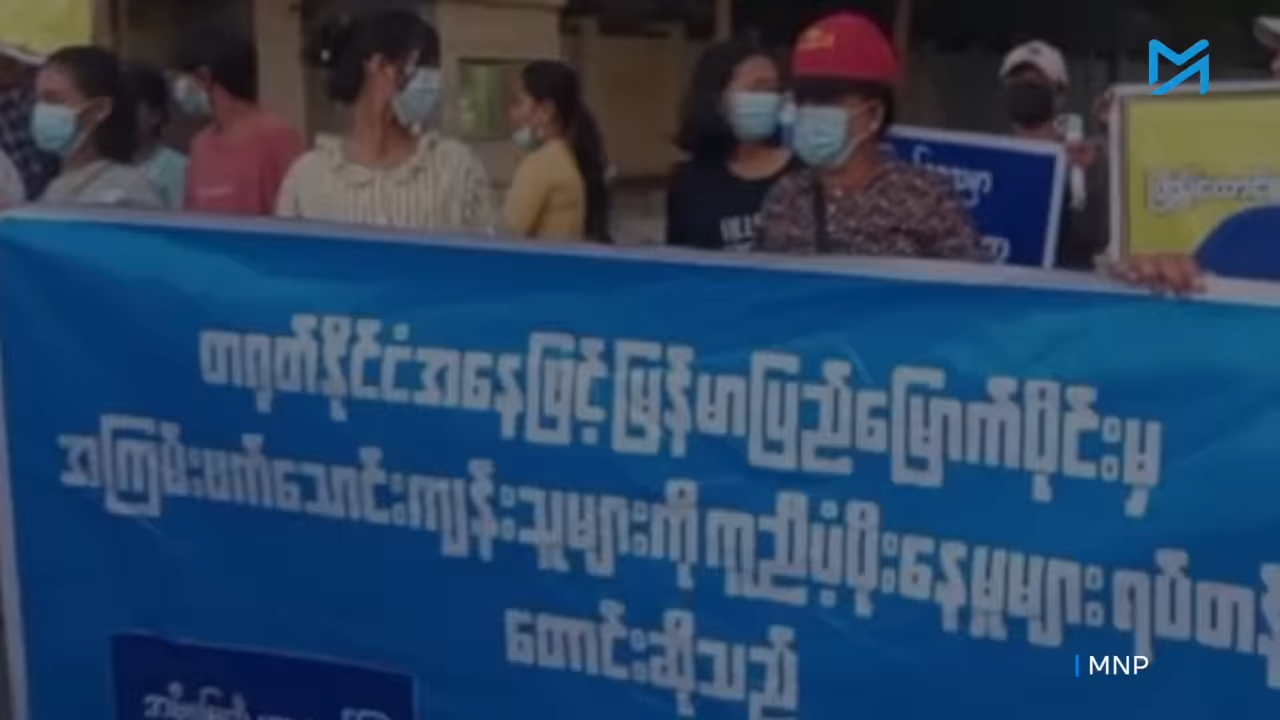 တရုတ်နိုင်ငံအနေဖြင့် မြန်မာပြည်မြောက်ပိုင်းမှ
အကြမ်းဖက်သောင်းကျန်းသူများကို ကူညီပံ့ပိုးနေမှုများ ရပ်တန့်
တောင်းဆိုသည်
MNP